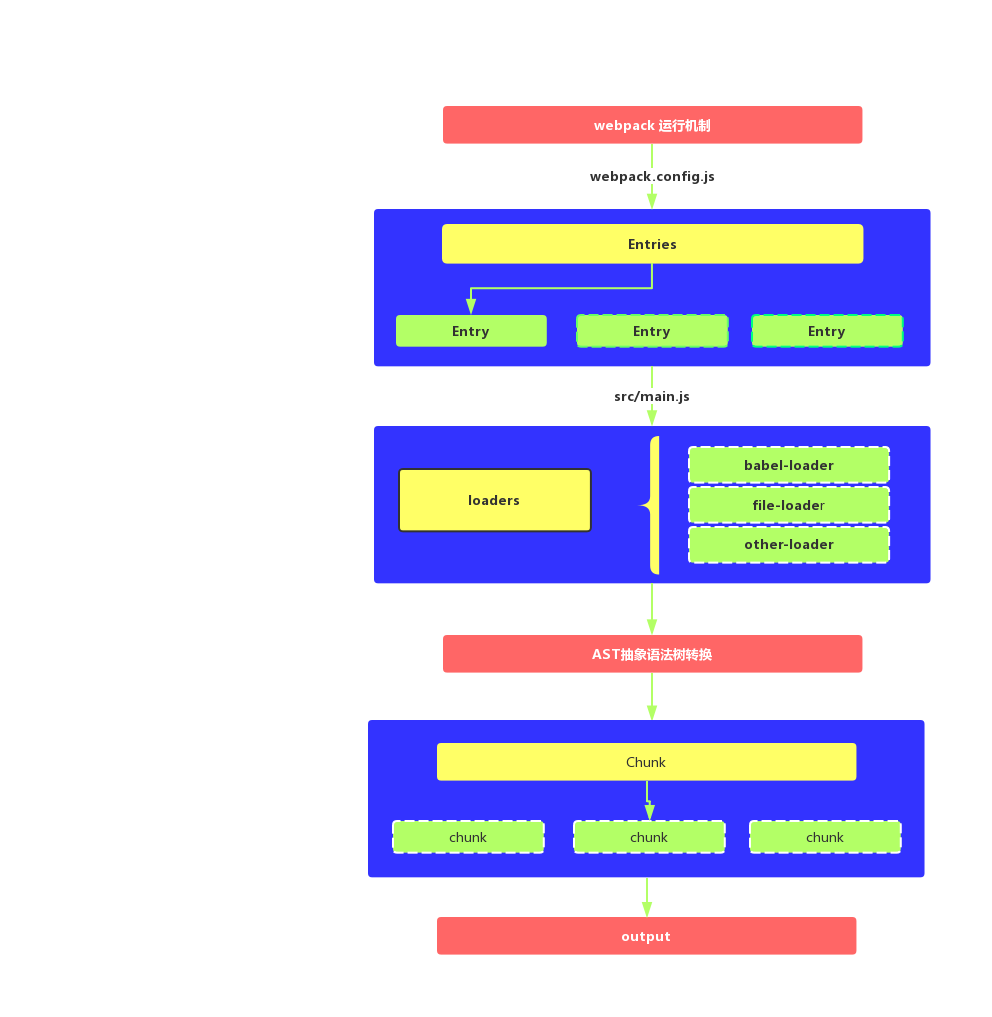 webpack 运行机制
webpack.config.js
Entries
Entry
Entry
Entry
src/main.js
loaders
babel-loader
file-loader
other-loader
AST抽象语法树转换
Chunk
chunk
chunk
chunk
output